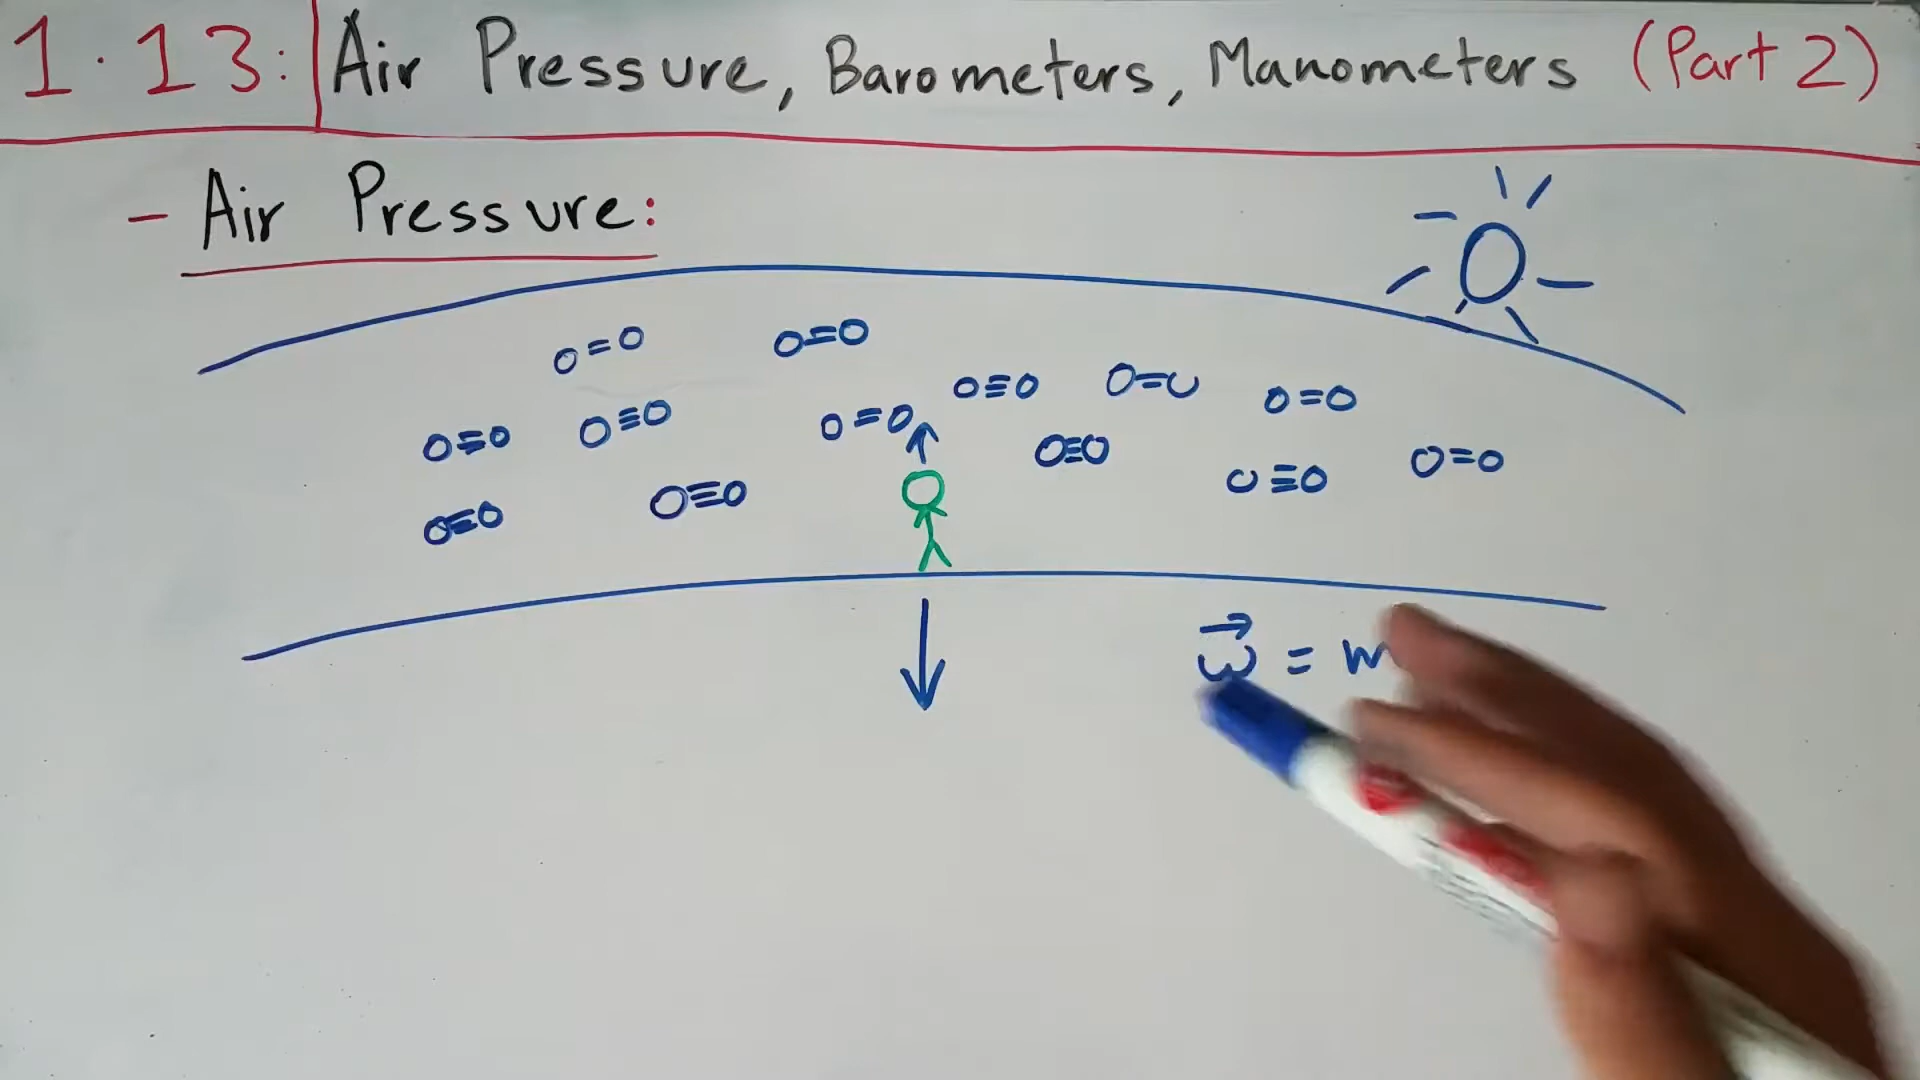 1.13: Air Pressure, Barometers, Manometers (Part 2)
- Air Pressure:
O=O O=O
O≡O O=O O=O
O≡O O≡O O=O
O≡O O=O
O≡O O≡O O≡O
ω⃗ = m